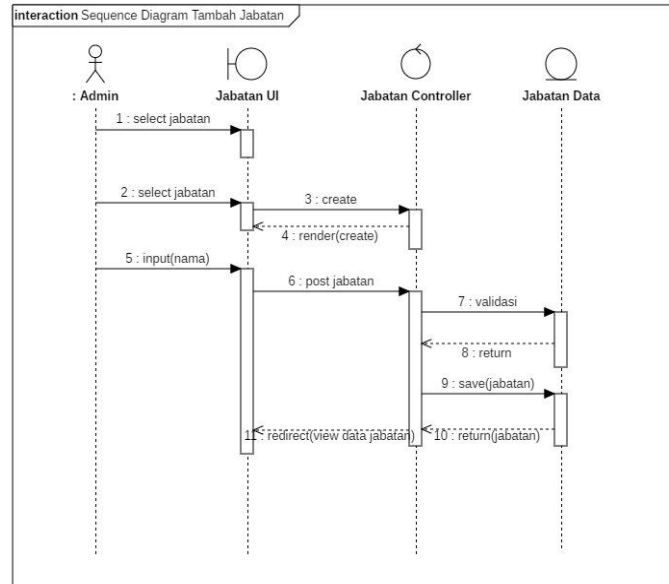 interaction Sequence Diagram Tambah Jabatan
: Admin
Jabatan UI
Jabatan Controller
Jabatan Data
1 : select jabatan
2 : select jabatan
3 : create
4 : render(create)
5 : input(nama)
6 : post jabatan
7 : validasi
8 : return
9 : save(jabatan)
10 : return(jabatan)
11 : redirect(view data jabatan)